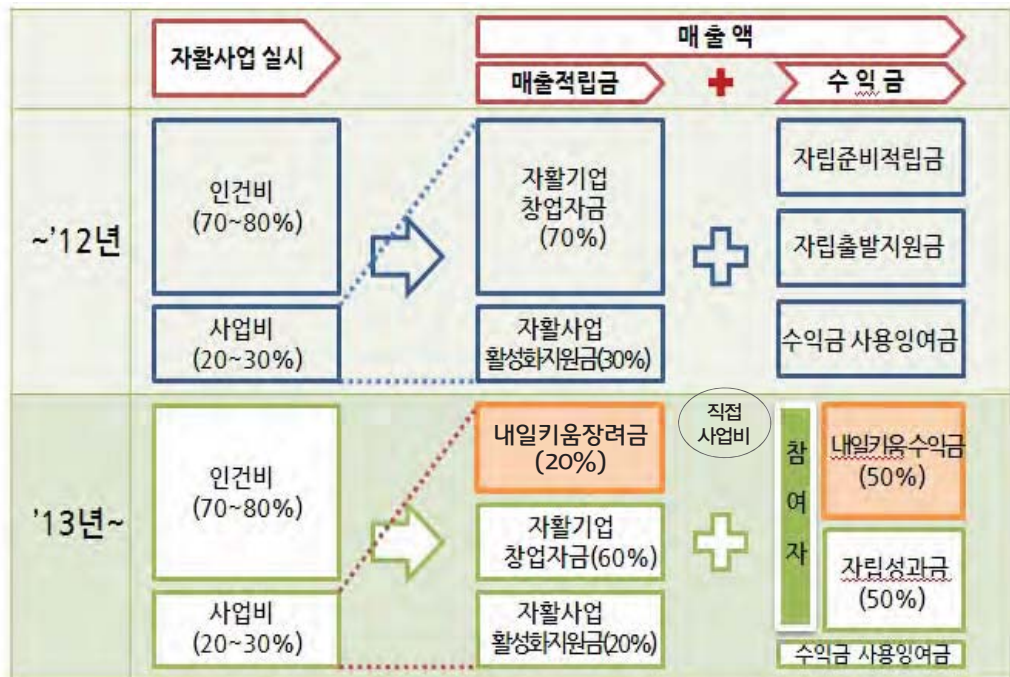 자활사업 실시
매 출 액
매출적립금
수 익 금
~'12년
인건비
(70~80%)
사업비
(20~30%)
자활기업
창업자금
(70%)
자활사업
활성화지원금(30%)
자립준비적립금
자립출발지원금
수익금 사용잉여금
'13년~
인건비
(70~80%)
사업비
(20~30%)
내일키움장려금
(20%)
자활기업
창업자금(60%)
자활사업
활성화지원금(20%)
직접
사업비
참
여
자
내일키움수익금
(50%)
자립성과금
(50%)
수익금 사용잉여금